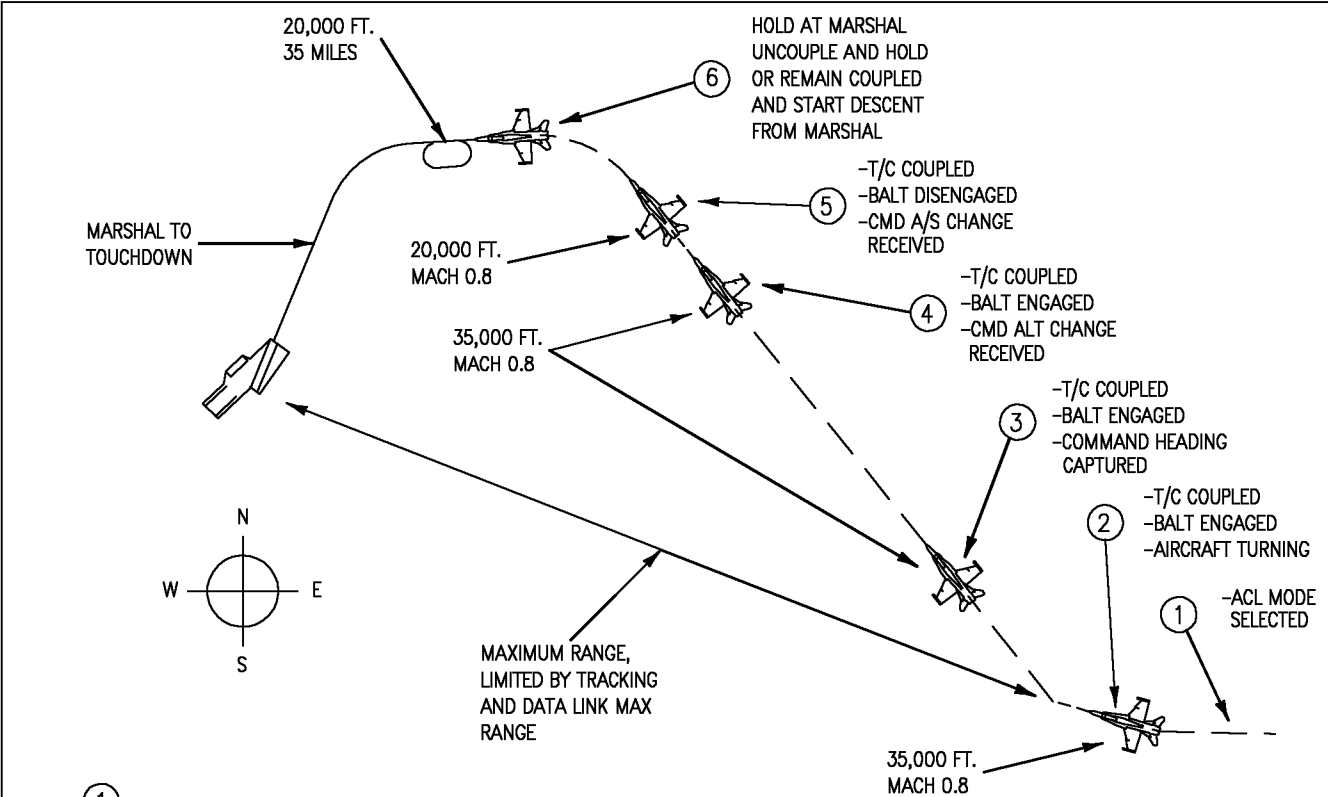 20,000 FT.
35 MILES
HOLD AT MARSHAL
UNCOUPLE AND HOLD
OR REMAIN COUPLED
AND START DESCENT
FROM MARSHAL
6
-T/C COUPLED
-BALT DISENGAGED
-CMD A/S CHANGE
RECEIVED
5
MARSHAL TO
TOUCHDOWN
20,000 FT.
MACH 0.8
-T/C COUPLED
-BALT ENGAGED
-CMD ALT CHANGE
RECEIVED
4
35,000 FT.
MACH 0.8
-T/C COUPLED
-BALT ENGAGED
-COMMAND HEADING
CAPTURED
3
-T/C COUPLED
-BALT ENGAGED
-AIRCRAFT TURNING
2
N
W E
S
-ACL MODE
SELECTED
1
MAXIMUM RANGE,
LIMITED BY TRACKING
AND DATA LINK MAX
RANGE
35,000 FT.
MACH 0.8